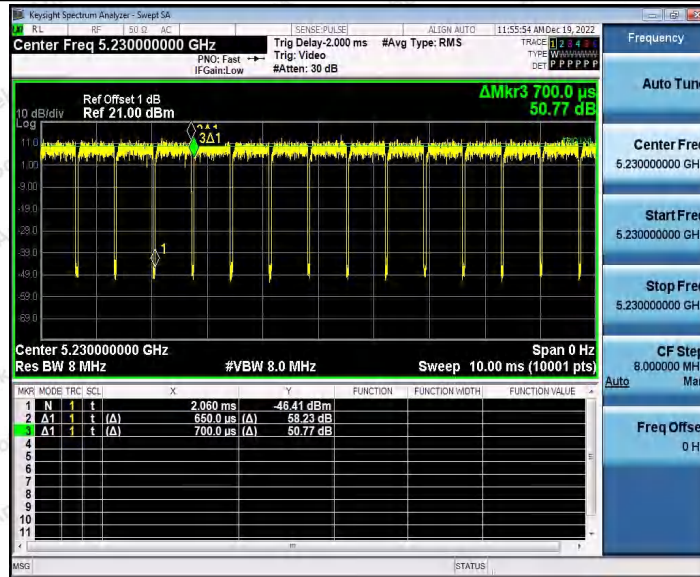 Keysight Spectrum Analyzer - Swept SA
RL RF 50 Ω AC SENSE:PULSE ALIGN AUTO 11:55:54 AM Dec 19, 2022
Center Freq 5.230000000 GHz
PNO: Fast
IFGain:Low
Trig Delay-2.000 ms
Trig: Video
#Atten: 30 dB
#Avg Type: RMS
TRACE 1 2 3 4 5 6
TYPE W
DET P P P P P P
Ref Offset 1 dB
10 dB/div Ref 21.00 dBm
ΔMkr3 700.0 µs
50.77 dB
Log
11.0
1.00
-9.00
-19.0
-29.0
-39.0
-49.0
-59.0
-69.0
3Δ1
1
Center 5.230000000 GHz Span 0 Hz
Res BW 8 MHz #VBW 8.0 MHz Sweep 10.00 ms (10001 pts)
MKR MODE TRC SCL X Y FUNCTION FUNCTION WIDTH FUNCTION VALUE
1 N 1 t 2.060 ms -46.41 dBm
2 Δ1 1 t (Δ) 650.0 µs (Δ) 58.23 dB
3 Δ1 1 t (Δ) 700.0 µs (Δ) 50.77 dB
4
5
6
7
8
9
10
11
MSG STATUS
Frequency
Auto Tune
Center Freq
5.230000000 GH
Start Freq
5.230000000 GH
Stop Freq
5.230000000 GH
CF Step
8.000000 MH
Auto Ma
Freq Offse
0 H